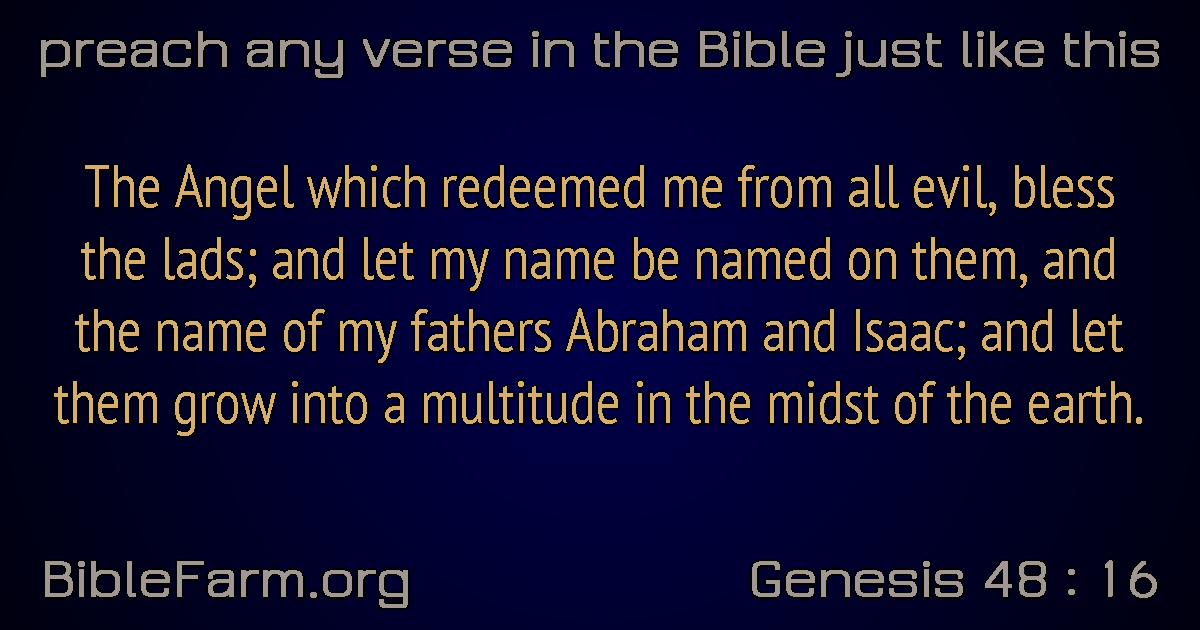 preach any verse in the Bible just like this
The Angel which redeemed me from all evil, bless
the lads; and let my name be named on them, and
the name of my fathers Abraham and Isaac; and let
them grow into a multitude in the midst of the earth.
BibleFarm.org
Genesis 48 : 16